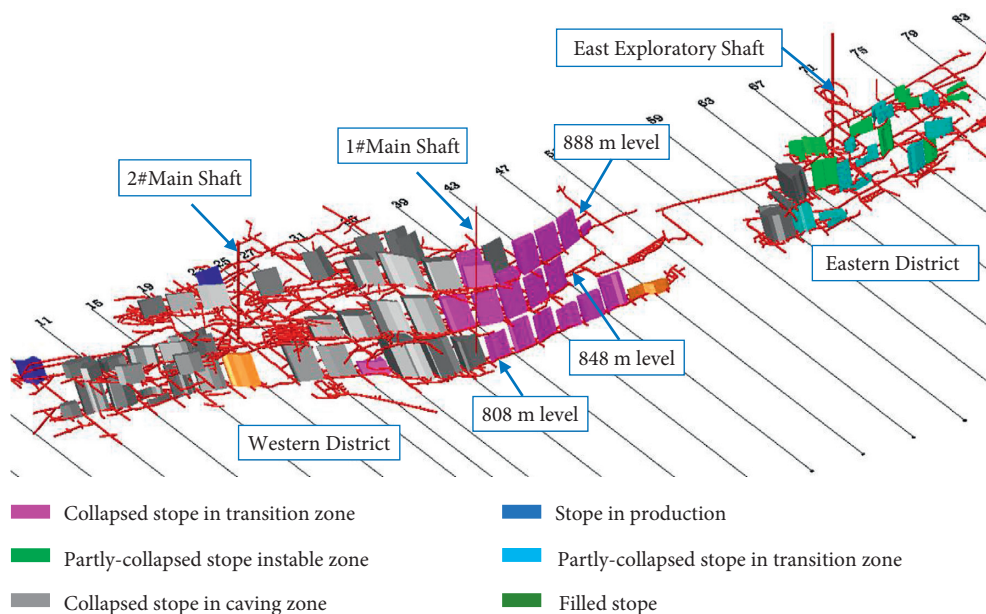 83
79
75
71
East Exploratory Shaft
67
63
59
888 m level
1#Main Shaft
47
43
39
2#Main Shaft
31
27
25
19
15
11
Eastern District
848 m level
808 m level
Western District
Collapsed stope in transition zone
Stope in production
Partly-collapsed stope instable zone
Partly-collapsed stope in transition zone
Collapsed stope in caving zone
Filled stope